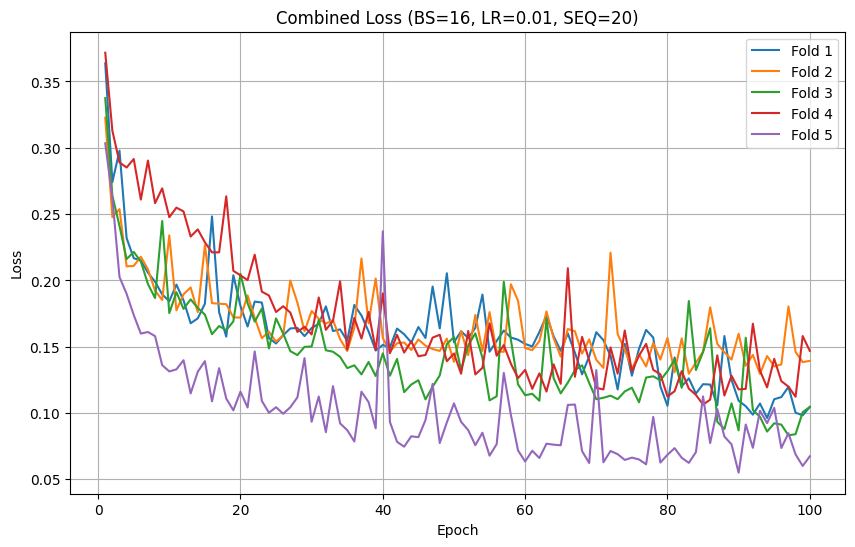 Combined Loss (BS=16, LR=0.01, SEQ=20)
Fold 1
Fold 2
Fold 3
Fold 4
Fold 5
Loss
0.35
0.30
0.25
0.20
0.15
0.10
0.05
0
20
40
60
80
100
Epoch